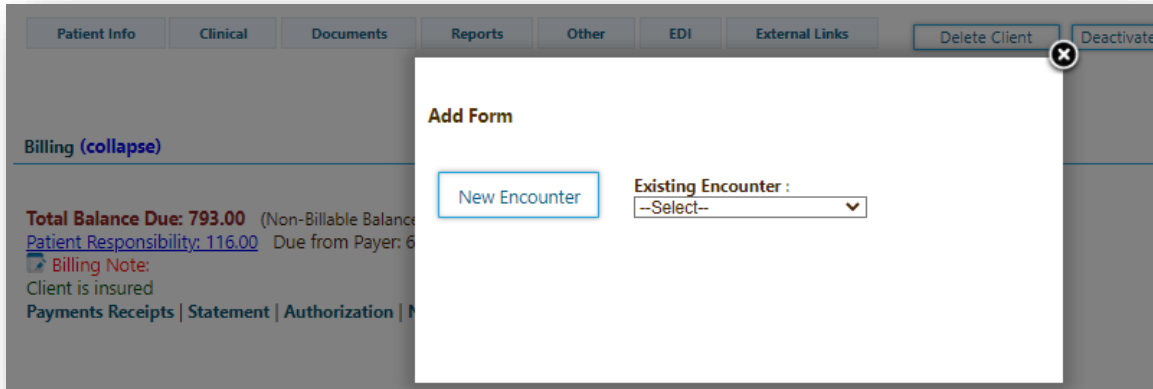 Patient Info Clinical Documents Reports Other EDI External Links Delete Client Deactivate
Add Form
Billing (collapse)
New Encounter
Existing Encounter :
--Select--
Total Balance Due: 793.00 (Non-Billable Balance
Patient Responsibility: 116.00 Due from Payer: 6
Billing Note:
Client is insured
Payments Receipts | Statement | Authorization |